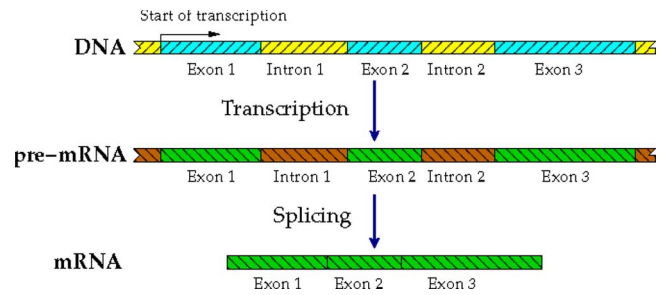 Start of transcription
DNA
Exon 1 Intron 1 Exon 2 Intron 2 Exon 3
Transcription
pre-mRNA
Exon 1 Intron 1 Exon 2 Intron 2 Exon 3
Splicing
mRNA
Exon 1 Exon 2 Exon 3